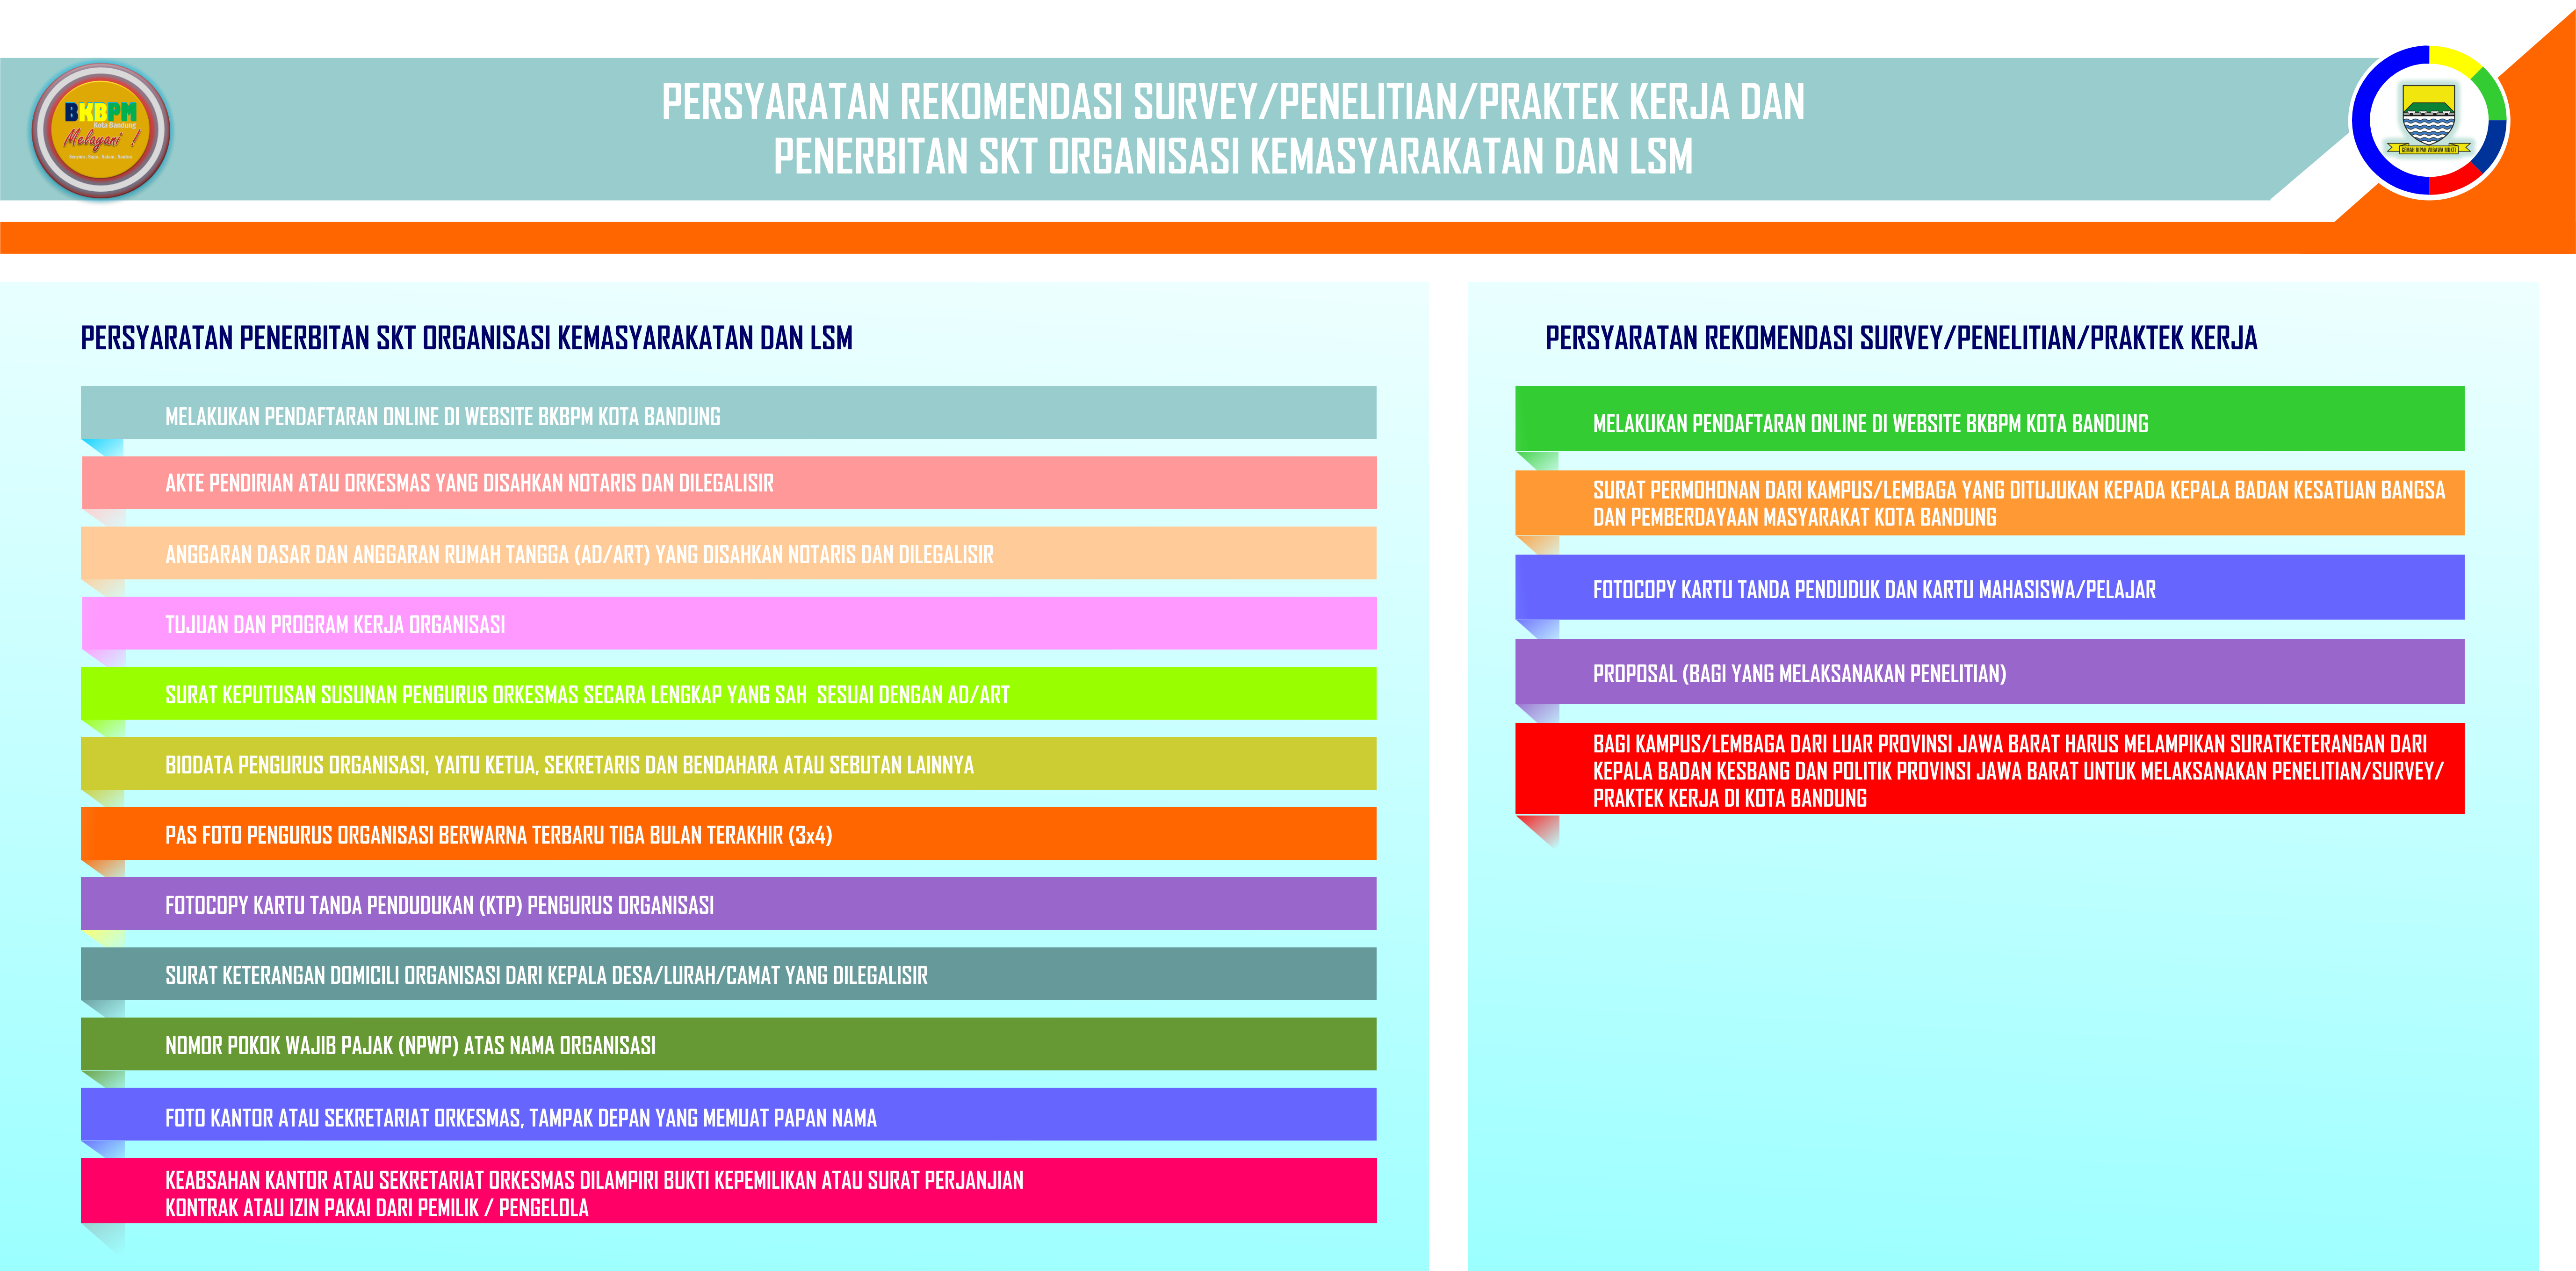 BKBPM
Kota Bandung
Melayani !
PERSYARATAN REKOMENDASI SURVEY/PENELITIAN/PRAKTEK KERJA DAN
PENERBITAN SKT ORGANISASI KEMASYARAKATAN DAN LSM
GEMAH RIPAH WIBAWA MUKTI
PERSYARATAN PENERBITAN SKT ORGANISASI KEMASYARAKATAN DAN LSM
MELAKUKAN PENDAFTARAN ONLINE DI WEBSITE BKBPM KOTA BANDUNG
AKTE PENDIRIAN ATAU ORKESMAS YANG DISAHKAN NOTARIS DAN DILEGALISIR
ANGGARAN DASAR DAN ANGGARAN RUMAH TANGGA (AD/ART) YANG DISAHKAN NOTARIS DAN DILEGALISIR
TUJUAN DAN PROGRAM KERJA ORGANISASI
SURAT KEPUTUSAN SUSUNAN PENGURUS ORKESMAS SECARA LENGKAP YANG SAH  SESUAI DENGAN AD/ART
BIODATA PENGURUS ORGANISASI, YAITU KETUA, SEKRETARIS DAN BENDAHARA ATAU SEBUTAN LAINNYA
PAS FOTO PENGURUS ORGANISASI BERWARNA TERBARU TIGA BULAN TERAKHIR (3x4)
FOTOCOPY KARTU TANDA PENDUDUKAN (KTP) PENGURUS ORGANISASI
SURAT KETERANGAN DOMICILI ORGANISASI DARI KEPALA DESA/LURAH/CAMAT YANG DILEGALISIR
NOMOR POKOK WAJIB PAJAK (NPWP) ATAS NAMA ORGANISASI
FOTO KANTOR ATAU SEKRETARIAT ORKESMAS, TAMPAK DEPAN YANG MEMUAT PAPAN NAMA
KEABSAHAN KANTOR ATAU SEKRETARIAT ORKESMAS DILAMPIRI BUKTI KEPEMILIKAN ATAU SURAT PERJANJIAN
KONTRAK ATAU IZIN PAKAI DARI PEMILIK / PENGELOLA
PERSYARATAN REKOMENDASI SURVEY/PENELITIAN/PRAKTEK KERJA
MELAKUKAN PENDAFTARAN ONLINE DI WEBSITE BKBPM KOTA BANDUNG
SURAT PERMOHONAN DARI KAMPUS/LEMBAGA YANG DITUJUKAN KEPADA KEPALA BADAN KESATUAN BANGSA
DAN PEMBERDAYAAN MASYARAKAT KOTA BANDUNG
FOTOCOPY KARTU TANDA PENDUDUK DAN KARTU MAHASISWA/PELAJAR
PROPOSAL (BAGI YANG MELAKSANAKAN PENELITIAN)
BAGI KAMPUS/LEMBAGA DARI LUAR PROVINSI JAWA BARAT HARUS MELAMPIKAN SURATKETERANGAN DARI
KEPALA BADAN KESBANG DAN POLITIK PROVINSI JAWA BARAT UNTUK MELAKSANAKAN PENELITIAN/SURVEY/
PRAKTEK KERJA DI KOTA BANDUNG